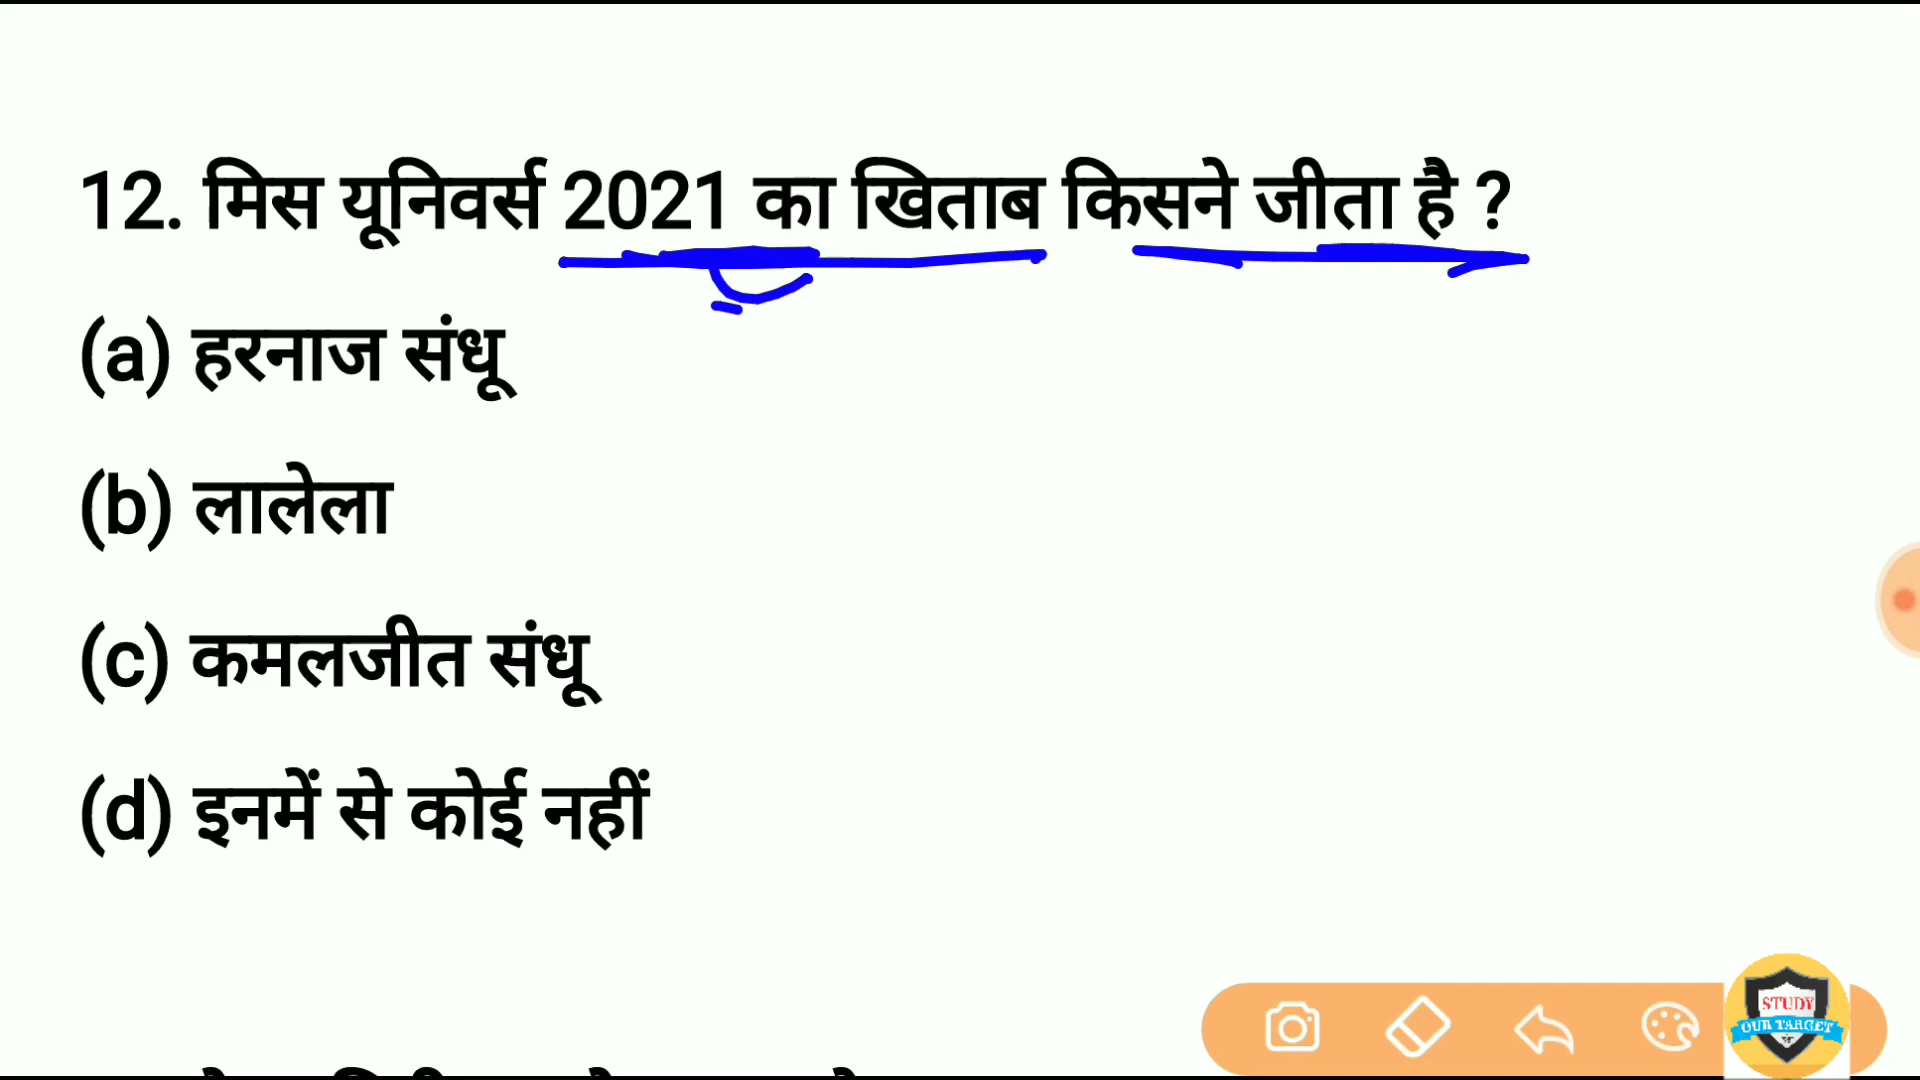 12. मिस यूनिवर्स 2021 का खिताब किसने जीता है ?
(a) हरनाज संधू
(b) लालेला
(c) कमलजीत संधू
(d) इनमें से कोई नहीं
STUDY
OUR TARGET